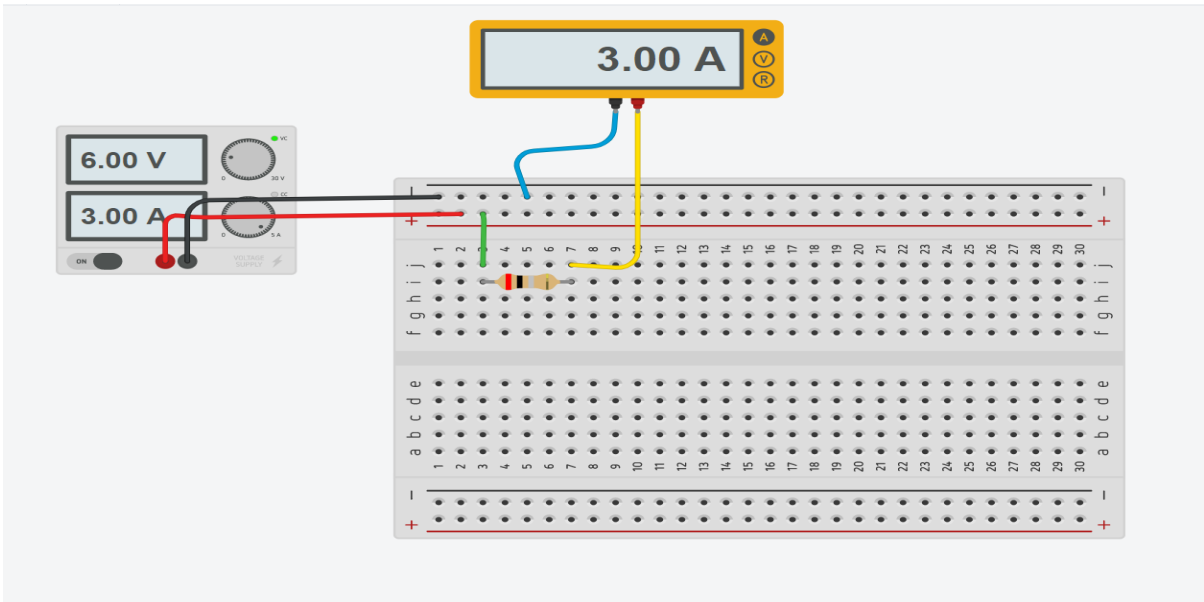 3.00 A
A
V
R
6.00 V
VC
0
30 V
3.00 A
CC
0
5 A
ON
VOLTAGE
SUPPLY
| |
+ +
1 2 3 4 5 6 7 8 9 10 11 12 13 14 15 16 17 18 19 20 21 22 23 24 25 26 27 28 29 30
j j
i i
h h
g g
f f
e e
d d
c c
b b
a a
1 2 3 4 5 6 7 8 9 10 11 12 13 14 15 16 17 18 19 20 21 22 23 24 25 26 27 28 29 30
| |
+ +